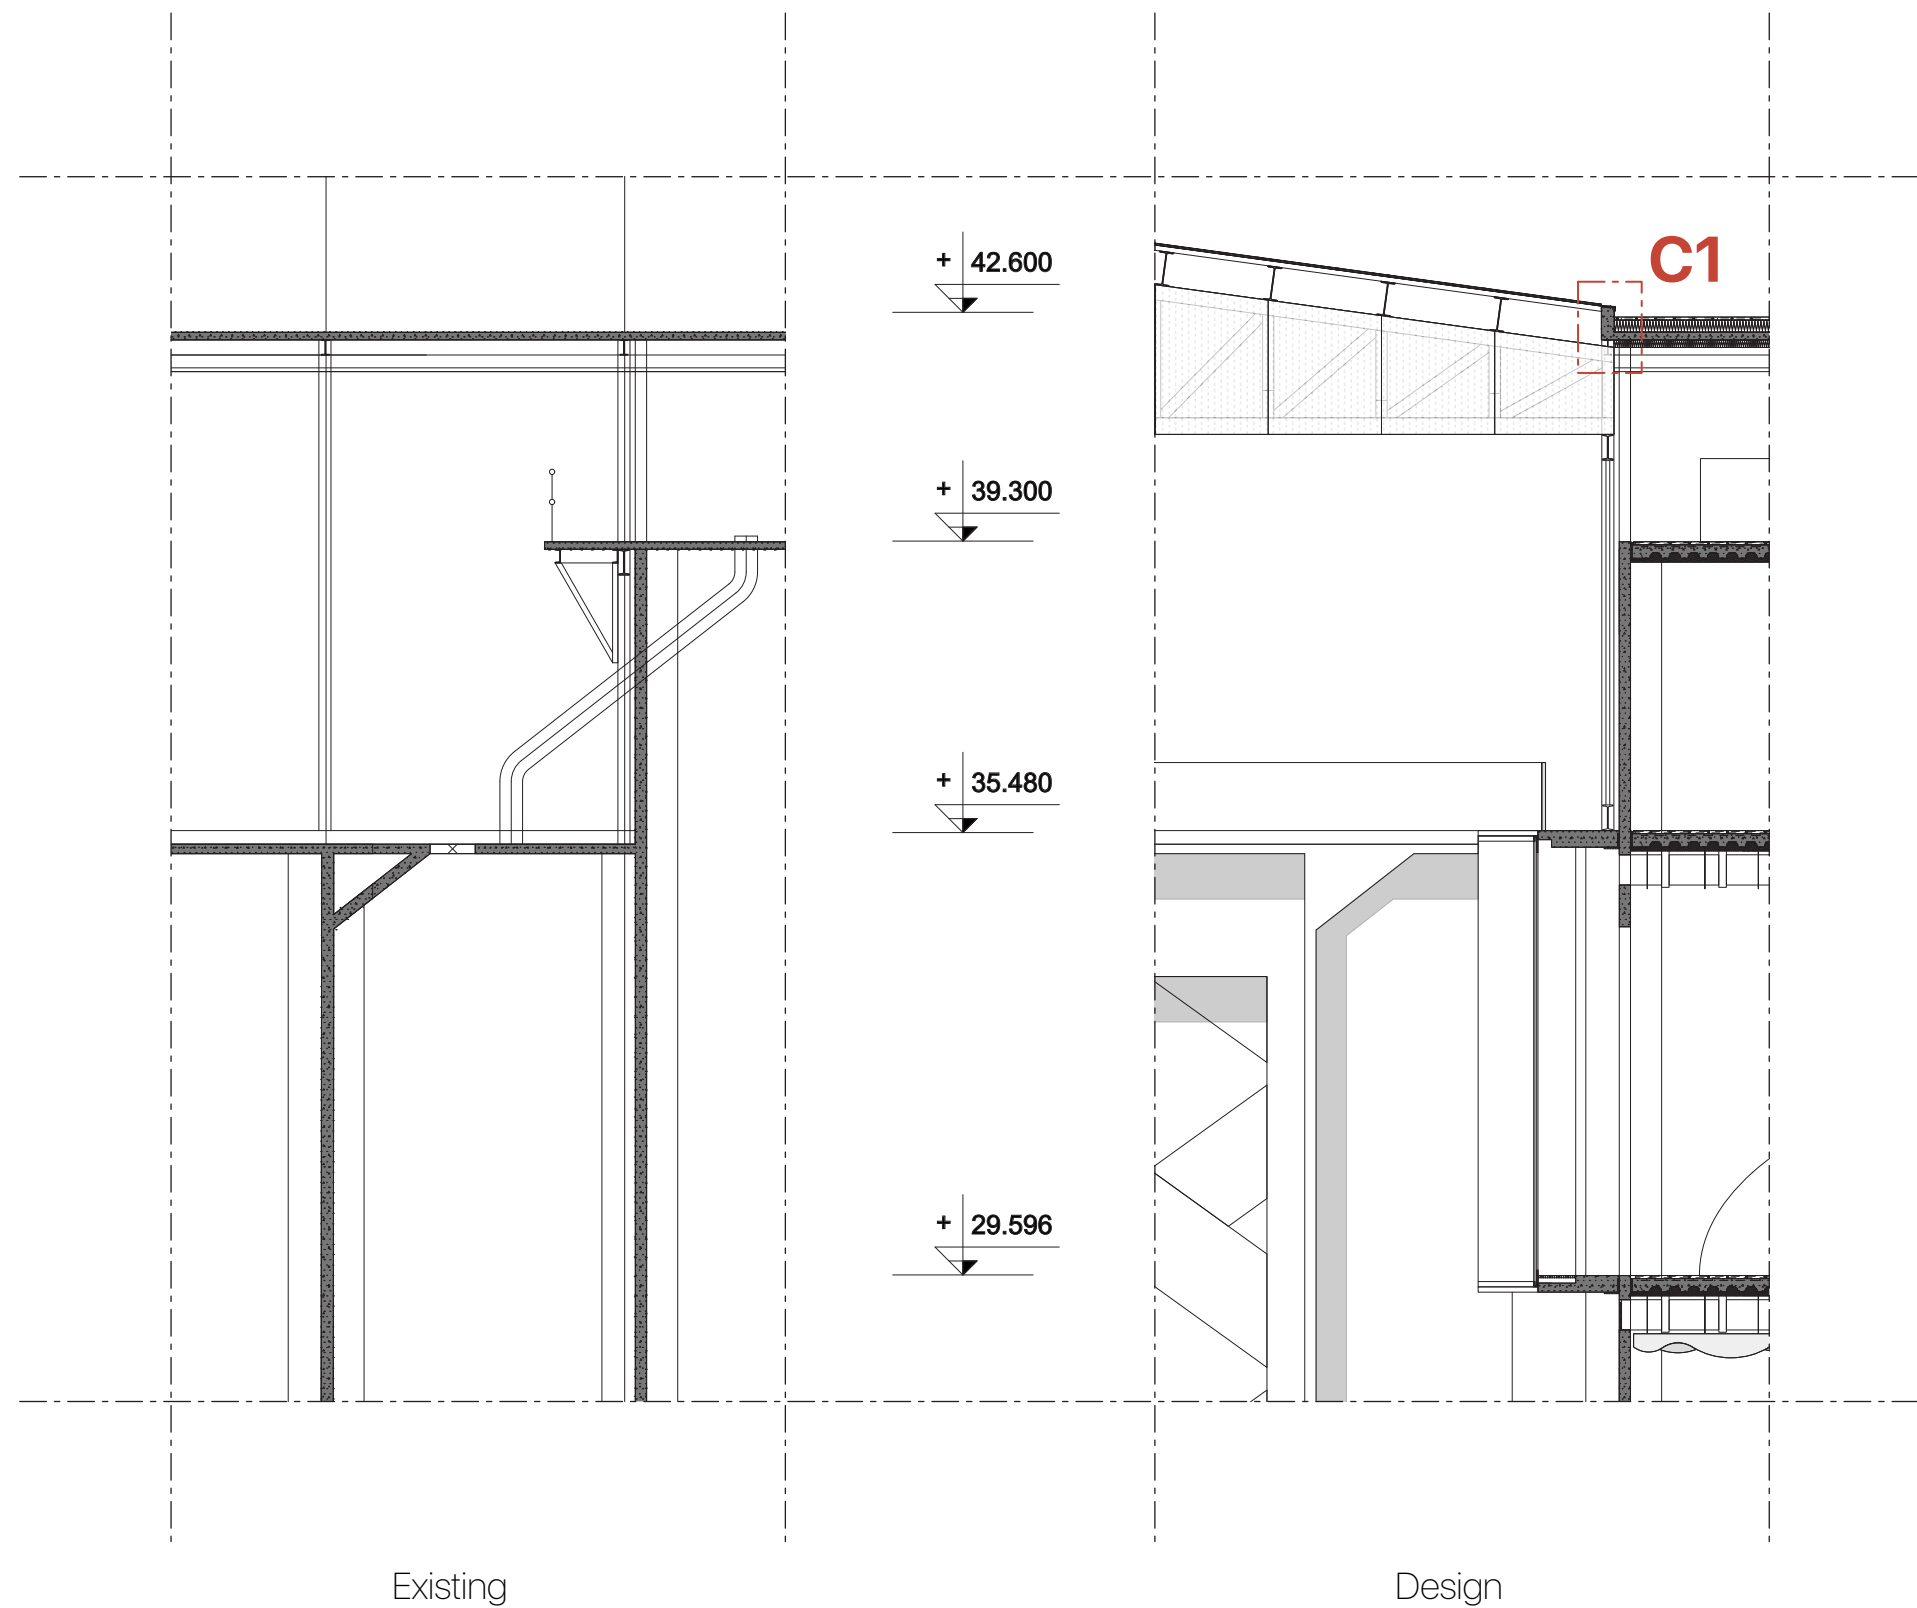 C1
+ 42.600
+ 39.300
+ 35.480
+ 29.596
Existing
Design